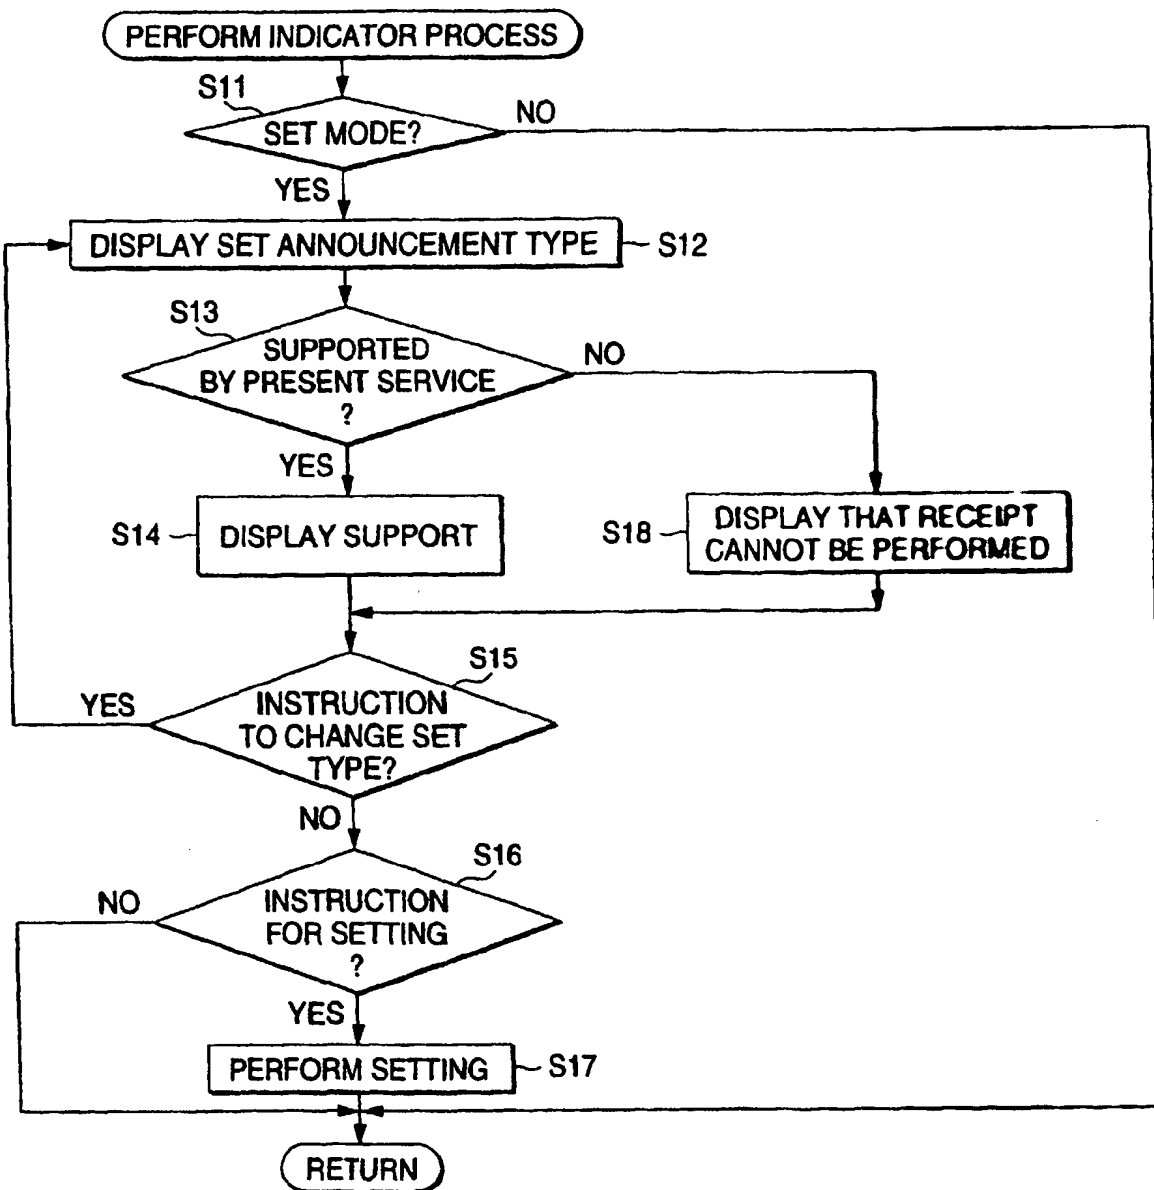 PERFORM INDICATOR PROCESS
S11
NO
SET MODE?
YES
DISPLAY SET ANNOUNCEMENT TYPE
S12
S13
SUPPORTED
BY PRESENT SERVICE
?
NO
YES
S14
DISPLAY SUPPORT
S18
DISPLAY THAT RECEIPT
CANNOT BE PERFORMED
S15
YES
INSTRUCTION
TO CHANGE SET
TYPE?
NO
S16
NO
INSTRUCTION
FOR SETTING
?
YES
PERFORM SETTING
S17
RETURN